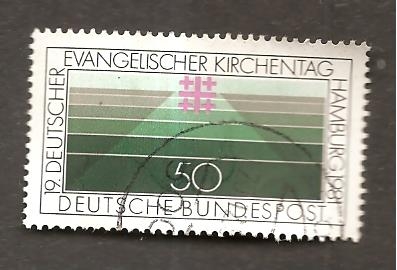 19. DEUTSCHER
EVANGELISCHER KIRCHENTAG
HAMBURG 1981
50
DEUTSCHE BUNDESPOST